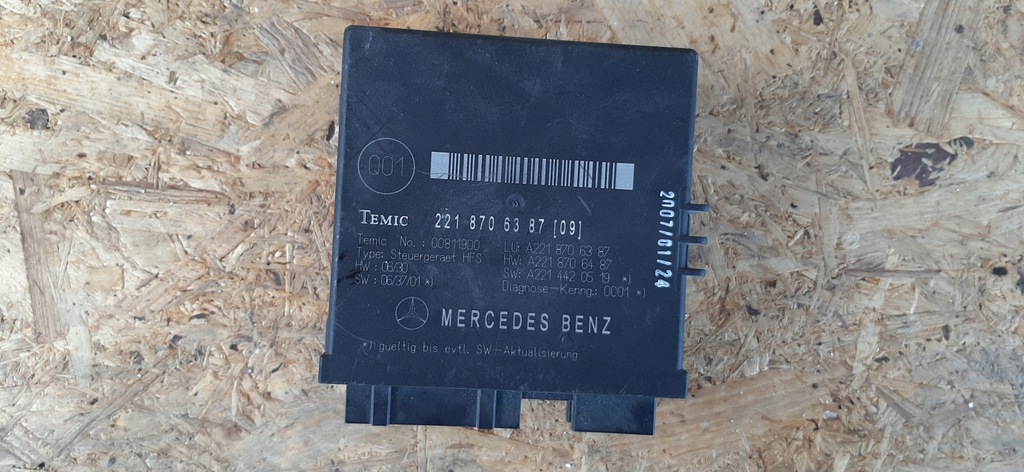 Q01
TEMIC 221 870 63 87 [09]
Temic No.: 00811900 LU: A221 870 63 87
Type: Steuergeraet HFS HW: A221 870 64 87
HW : 06/30 SW: A221 442 05 19 *)
SW : 06/37/01 *) Diagnose-Kenng.: 0001 *)
MERCEDES BENZ
*) gueltig bis evtl. SW-Aktualisierung
2007/01/24